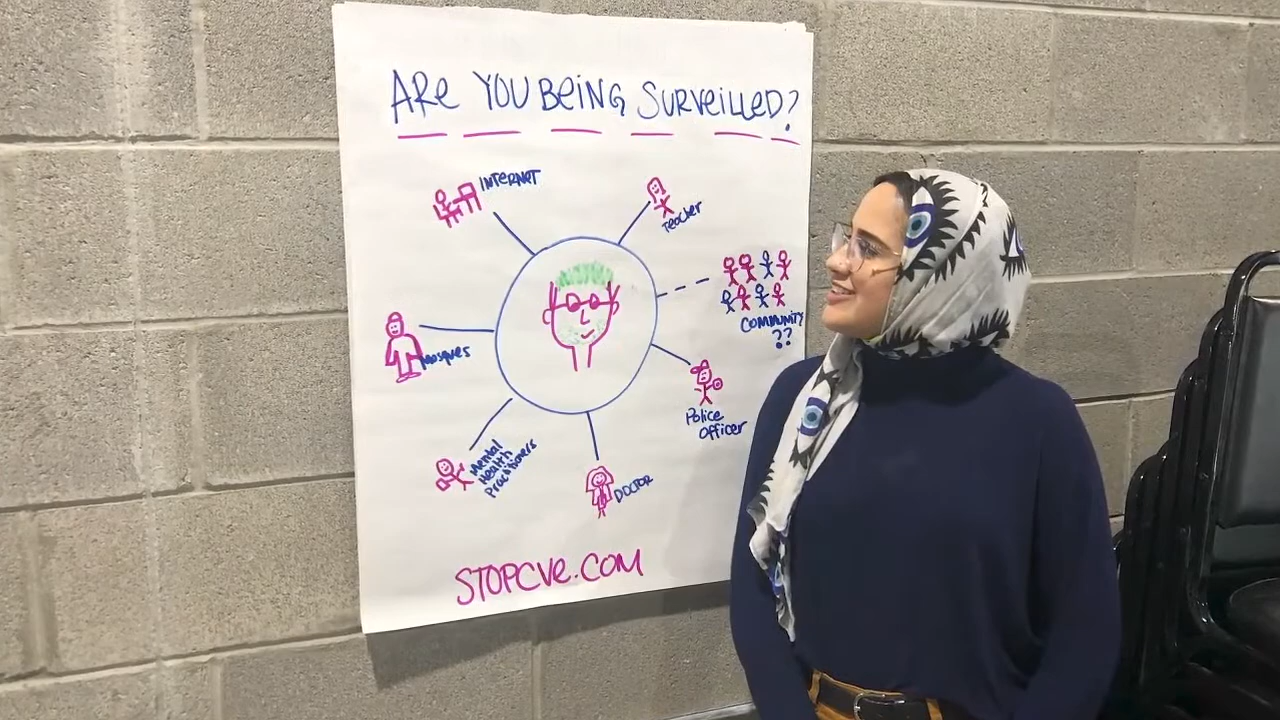 ARe YOU BeiNG SURVeiLLeD?
INTeRNeT
Teacher
COMMUNiTY
??
Mosques
Police
Officer
Mental
Health
Practitioners
DOCTOR
STOPCVe.COM